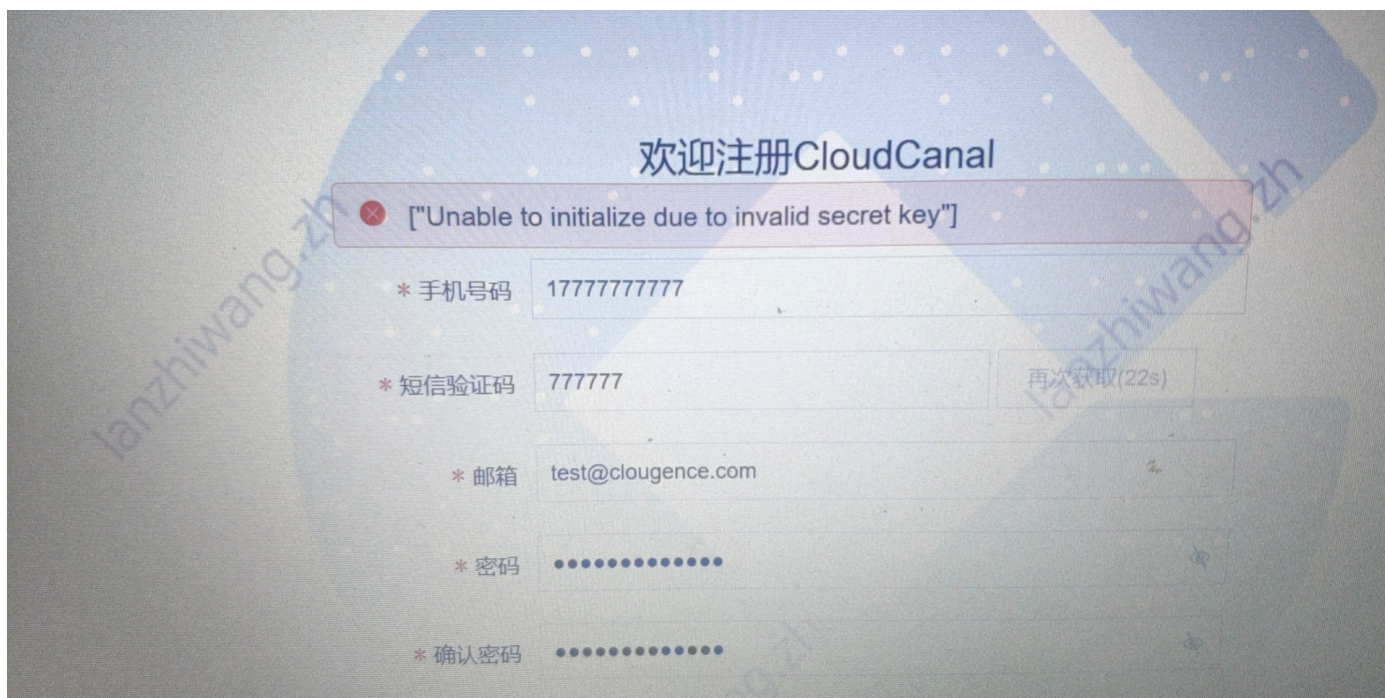 欢迎注册CloudCanal
["Unable to initialize due to invalid secret key"]
* 手机号码 17777777777
* 短信验证码 777777 再次获取(22s)
* 邮箱 test@clougence.com
* 密码 •••••••••••••
* 确认密码 •••••••••••••
lanzhiwang.zh
lanzhiwang.zh